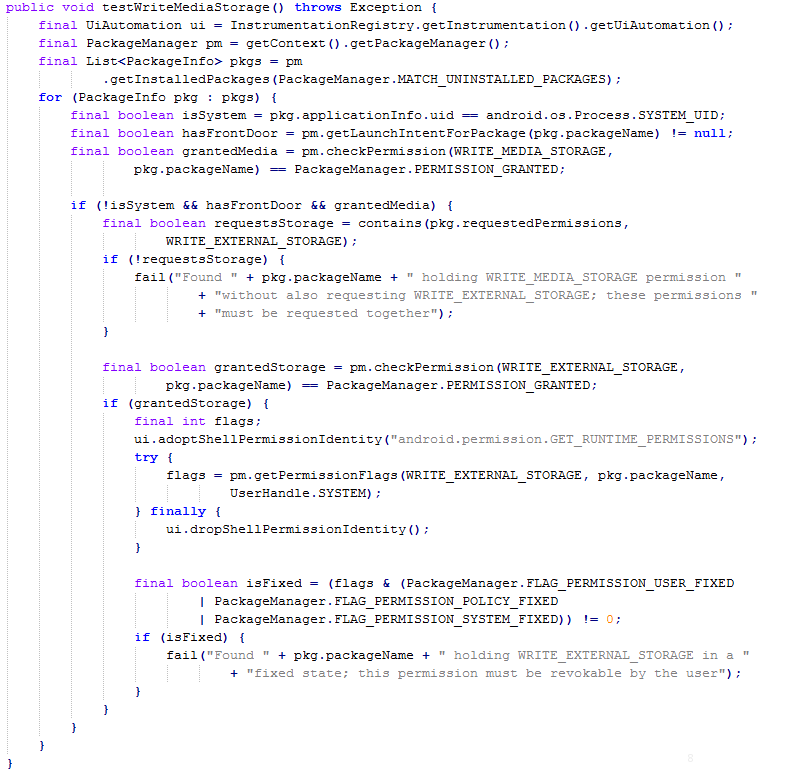 public void testWriteMediaStorage() throws Exception {
    final UiAutomation ui = InstrumentationRegistry.getInstrumentation().getUiAutomation();
    final PackageManager pm = getContext().getPackageManager();
    final List<PackageInfo> pkgs = pm
            .getInstalledPackages(PackageManager.MATCH_UNINSTALLED_PACKAGES);
    for (PackageInfo pkg : pkgs) {
        final boolean isSystem = pkg.applicationInfo.uid == android.os.Process.SYSTEM_UID;
        final boolean hasFrontDoor = pm.getLaunchIntentForPackage(pkg.packageName) != null;
        final boolean grantedMedia = pm.checkPermission(WRITE_MEDIA_STORAGE,
                pkg.packageName) == PackageManager.PERMISSION_GRANTED;

        if (!isSystem && hasFrontDoor && grantedMedia) {
            final boolean requestsStorage = contains(pkg.requestedPermissions,
                    WRITE_EXTERNAL_STORAGE);
            if (!requestsStorage) {
                fail("Found " + pkg.packageName + " holding WRITE_MEDIA_STORAGE permission "
                        + "without also requesting WRITE_EXTERNAL_STORAGE; these permissions "
                        + "must be requested together");
            }

            final boolean grantedStorage = pm.checkPermission(WRITE_EXTERNAL_STORAGE,
                    pkg.packageName) == PackageManager.PERMISSION_GRANTED;
            if (grantedStorage) {
                final int flags;
                ui.adoptShellPermissionIdentity("android.permission.GET_RUNTIME_PERMISSIONS");
                try {
                    flags = pm.getPermissionFlags(WRITE_EXTERNAL_STORAGE, pkg.packageName,
                            UserHandle.SYSTEM);
                } finally {
                    ui.dropShellPermissionIdentity();
                }

                final boolean isFixed = (flags & (PackageManager.FLAG_PERMISSION_USER_FIXED
                        | PackageManager.FLAG_PERMISSION_POLICY_FIXED
                        | PackageManager.FLAG_PERMISSION_SYSTEM_FIXED)) != 0;
                if (isFixed) {
                    fail("Found " + pkg.packageName + " holding WRITE_EXTERNAL_STORAGE in a "
                            + "fixed state; this permission must be revokable by the user");
                }
            }
        }
    }
}